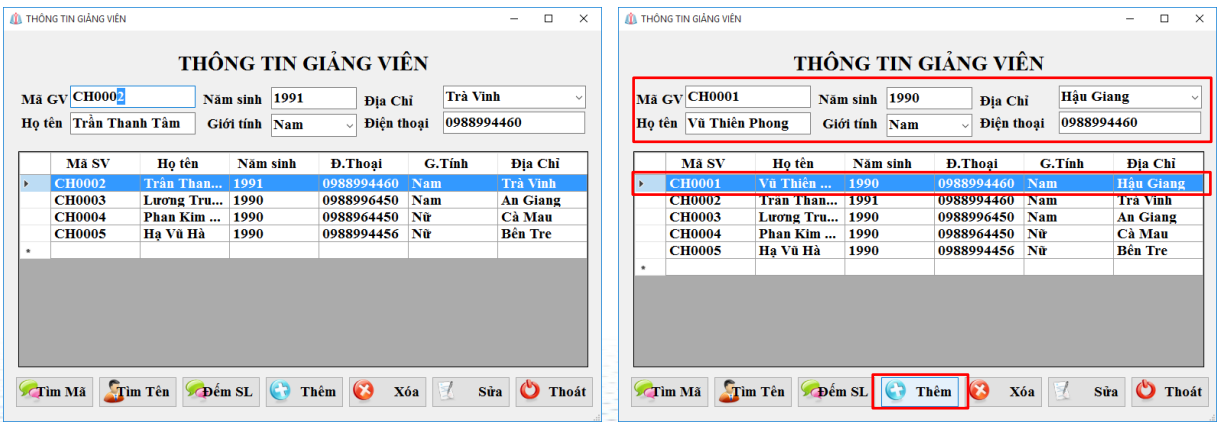 THÔNG TIN GIẢNG VIÊN
THÔNG TIN GIẢNG VIÊN
Mã GV CH0002 Năm sinh 1991 Địa Chỉ Trà Vinh
Họ tên Trần Thanh Tâm Giới tính Nam Điện thoại 0988994460
Mã SV Họ tên Năm sinh Đ.Thoại G.Tính Địa Chỉ
CH0002 Trần Than... 1991 0988994460 Nam Trà Vinh
CH0003 Lương Tru... 1990 0988996450 Nam An Giang
CH0004 Phan Kim ... 1990 0988964450 Nữ Cà Mau
CH0005 Hạ Vũ Hà 1990 0988994456 Nữ Bến Tre
Tìm Mã Tìm Tên Đếm SL Thêm Xóa Sửa Thoát
THÔNG TIN GIẢNG VIÊN
THÔNG TIN GIẢNG VIÊN
Mã GV CH0001 Năm sinh 1990 Địa Chỉ Hậu Giang
Họ tên Vũ Thiên Phong Giới tính Nam Điện thoại 0988994460
Mã SV Họ tên Năm sinh Đ.Thoại G.Tính Địa Chỉ
CH0001 Vũ Thiên ... 1990 0988994460 Nam Hậu Giang
CH0002 Trần Than... 1991 0988994460 Nam Trà Vinh
CH0003 Lương Tru... 1990 0988996450 Nam An Giang
CH0004 Phan Kim ... 1990 0988964450 Nữ Cà Mau
CH0005 Hạ Vũ Hà 1990 0988994456 Nữ Bến Tre
Tìm Mã Tìm Tên Đếm SL Thêm Xóa Sửa Thoát